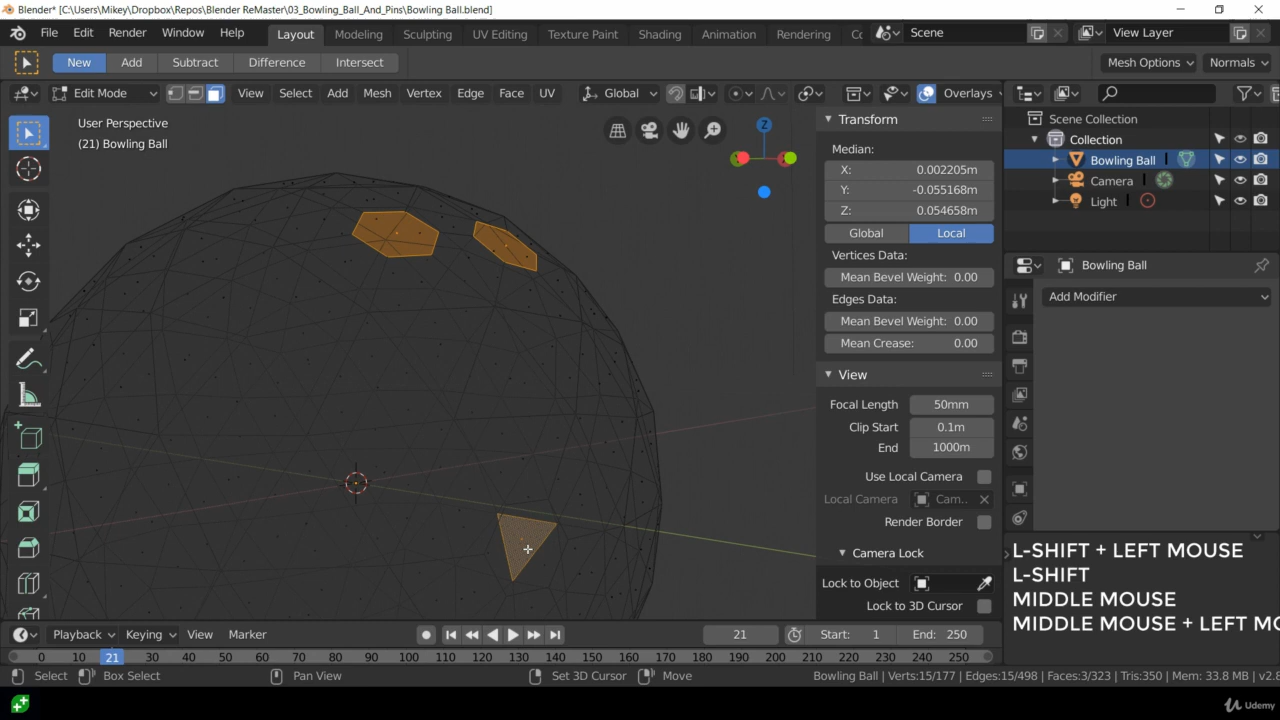 Blender* [C:\Users\Mikey\Dropbox\Repos\Blender ReMaster\03_Bowling_Ball_And_Pins\Bowling Ball.blend]
File Edit Render Window Help Layout Modeling Sculpting UV Editing Texture Paint Shading Animation Rendering Scene View Layer
New Add Subtract Difference Intersect Mesh Options Normals
Edit Mode View Select Add Mesh Vertex Edge Face UV Global Overlays
User Perspective
(21) Bowling Ball
Z
Transform
Median:
X: 0.002205m
Y: -0.055168m
Z: 0.054658m
Global Local
Vertices Data:
Mean Bevel Weight: 0.00
Edges Data:
Mean Bevel Weight: 0.00
Mean Crease: 0.00
View
Focal Length 50mm
Clip Start 0.1m
End 1000m
Use Local Camera
Local Camera Cam..
Render Border
Camera Lock
Lock to Object
Lock to 3D Cursor
Scene Collection
Collection
Bowling Ball
Camera
Light
Bowling Ball
Add Modifier
L-SHIFT + LEFT MOUSE
L-SHIFT
MIDDLE MOUSE
MIDDLE MOUSE + LEFT MO
Playback Keying View Marker 21 Start: 1 End: 250
0 10 21 30 40 50 60 70 80 90 100 110 120 130 140 150 160 170 180 190 200 210 220 230 240 250
Select Box Select Pan View Set 3D Cursor Move Bowling Ball | Verts:15/177 | Edges:15/498 | Faces:3/323 | Tris:350 | Mem: 33.8 MB | v2.8
Udemy